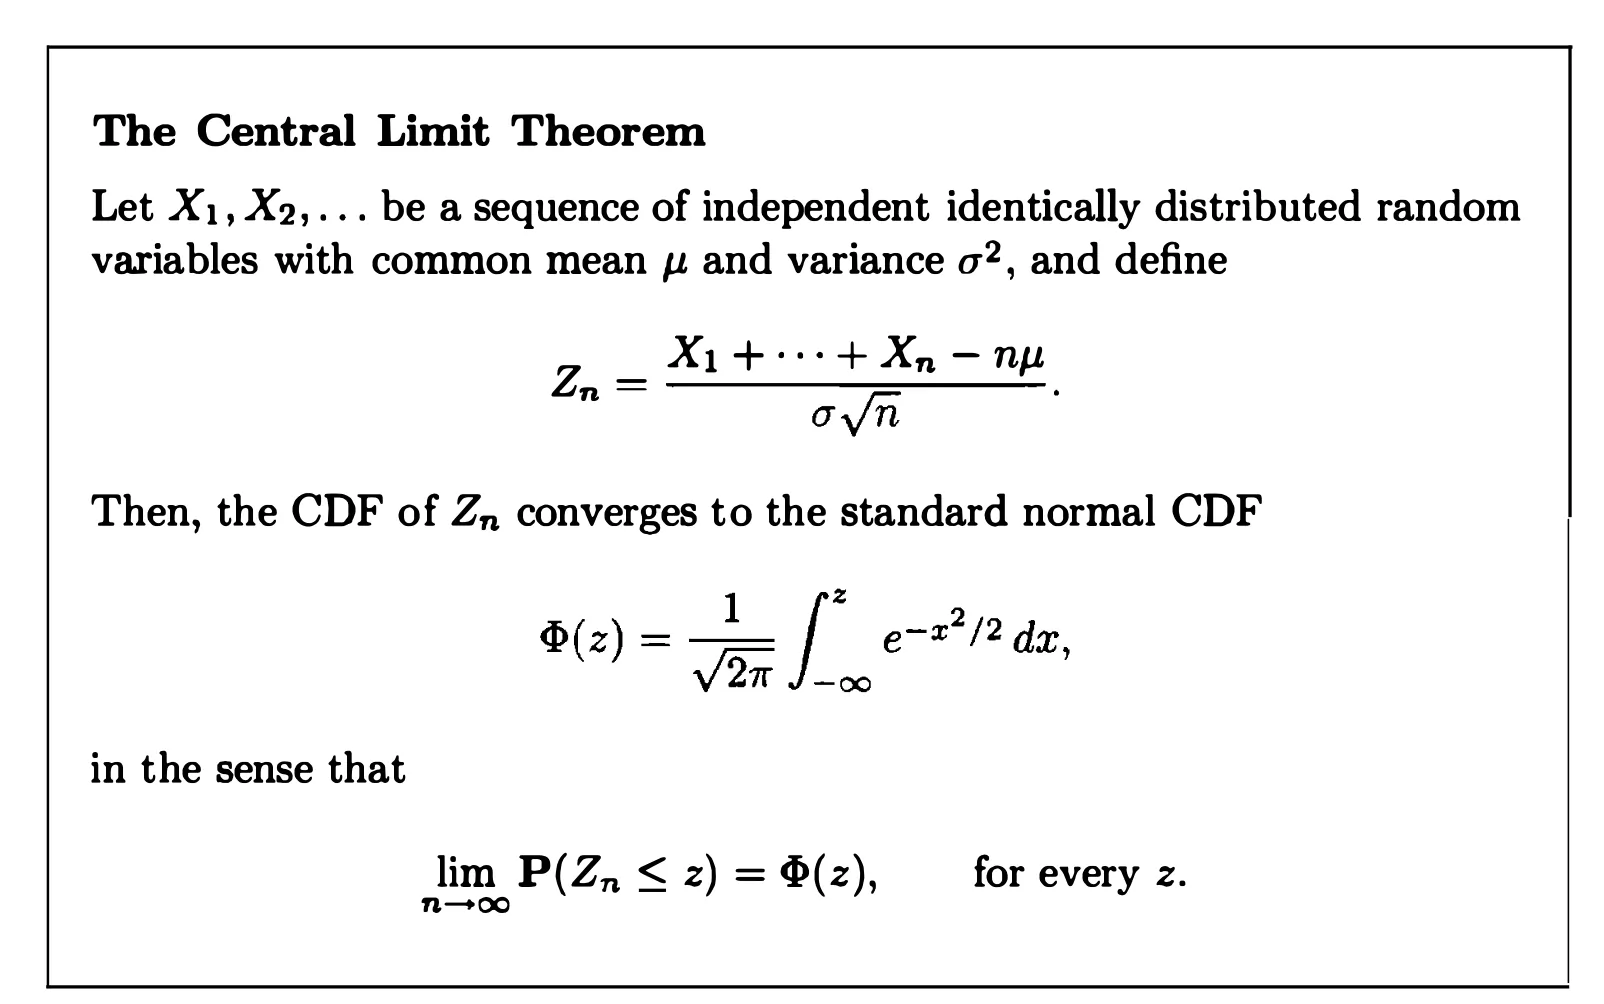 The Central Limit Theorem
Let $X_1, X_2, \ldots$ be a sequence of independent identically distributed random
variables with common mean $\mu$ and variance $\sigma^2$, and define
$Z_n = \frac{X_1 + \cdots + X_n - n\mu}{\sigma\sqrt{n}}.$
Then, the CDF of $Z_n$ converges to the standard normal CDF
$\Phi(z) = \frac{1}{\sqrt{2\pi}} \int_{-\infty}^{z} e^{-x^2/2}\, dx,$
in the sense that
$\lim_{n \to \infty} \mathbf{P}(Z_n \leq z) = \Phi(z), \qquad \text{for every } z.$